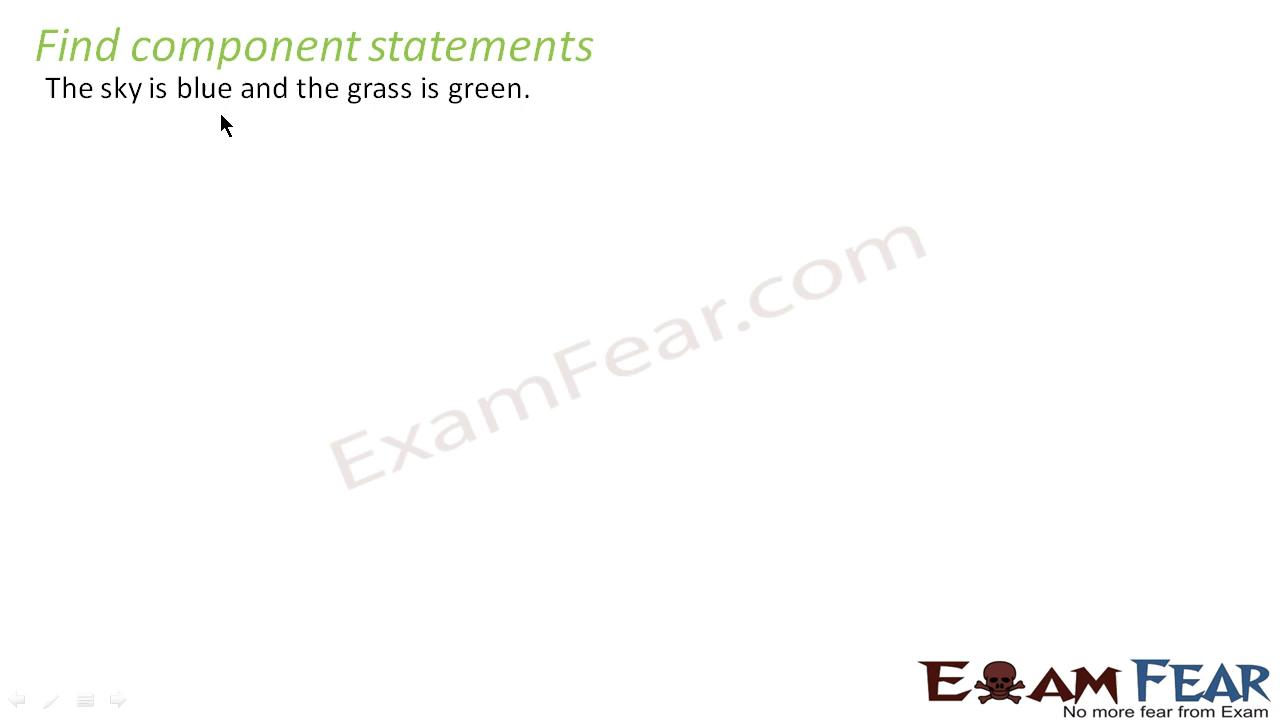 Find component statements
The sky is blue and the grass is green.
ExamFear.com
EXAM FEAR
No more fear from Exam